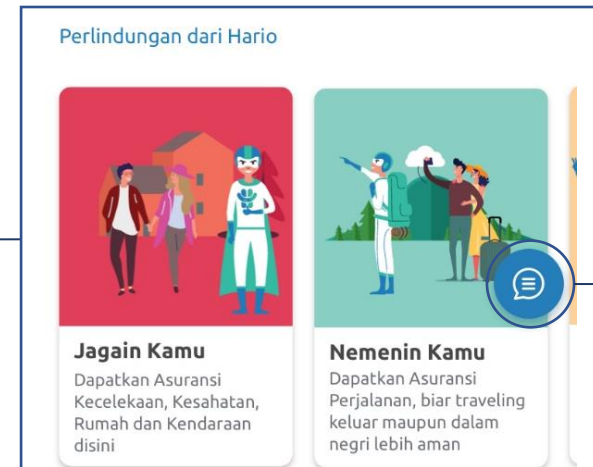 Perlindungan dari Hario
Jagain Kamu
Dapatkan Asuransi
Kecelekaan, Kesahatan,
Rumah dan Kendaraan
disini
Nemenin Kamu
Dapatkan Asuransi
Perjalanan, biar traveling
keluar maupun dalam
negri lebih aman